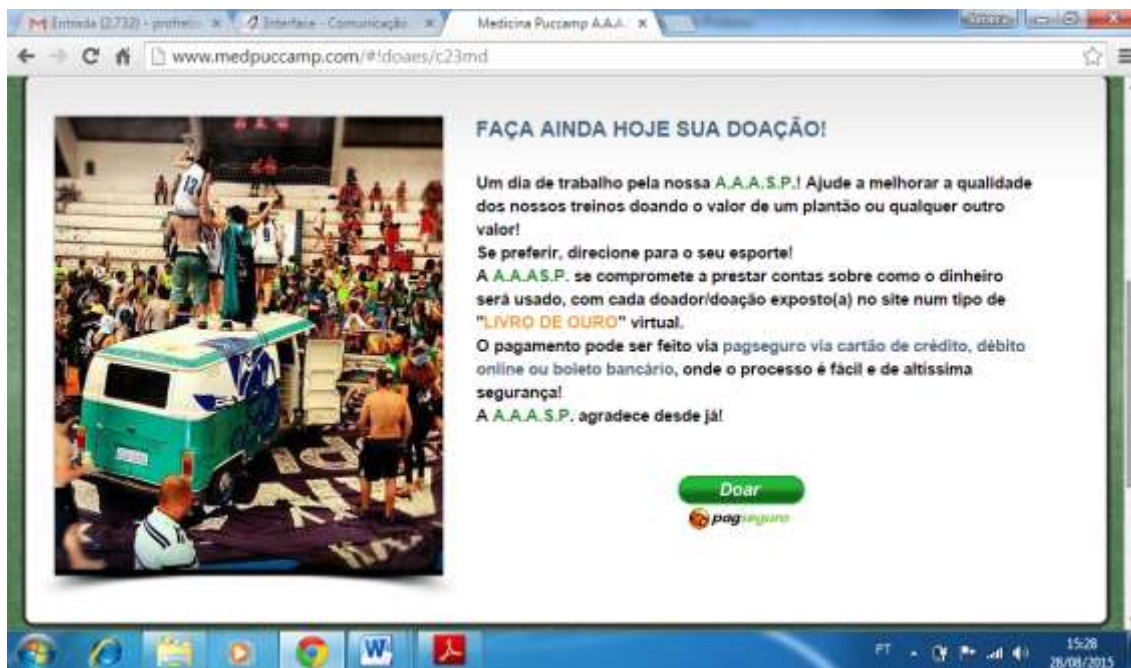 Entrada (2.732) -
Interface - Comunicação
Medicina Puccamp A.A.A.
www.medpuccamp.com/#!doaes/c23md
FAÇA AINDA HOJE SUA DOAÇÃO!
Um dia de trabalho pela nossa A.A.A.S.P.! Ajude a melhorar a qualidade
dos nossos treinos doando o valor de um plantão ou qualquer outro
valor!
Se preferir, direcione para o seu esporte!
A A.A.A.S.P. se compromete a prestar contas sobre como o dinheiro
será usado, com cada doador/doação exposto(a) no site num tipo de
"LIVRO DE OURO" virtual.
O pagamento pode ser feito via pagseguro via cartão de crédito, débito
online ou boleto bancário, onde o processo é fácil e de altíssima
segurança!
A A.A.A.S.P. agradece desde já!
Doar
pagseguro
12
9
PT
15:28
28/08/2015